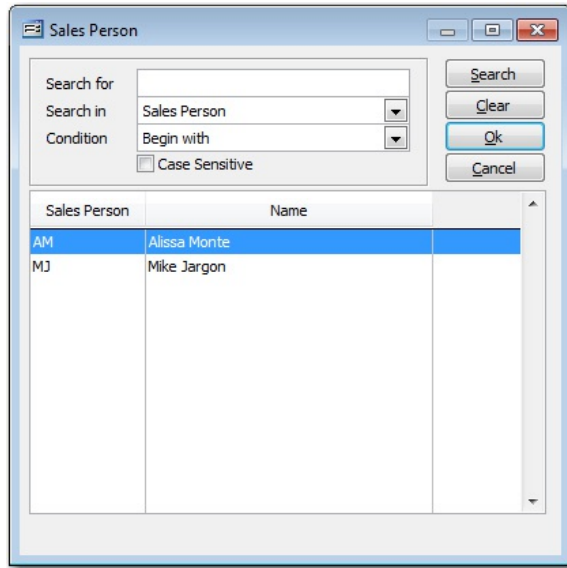 Sales Person
Search for
Search in Sales Person
Condition Begin with
Case Sensitive
Search
Clear
Ok
Cancel
Sales Person Name
AM Alissa Monte
MJ Mike Jargon